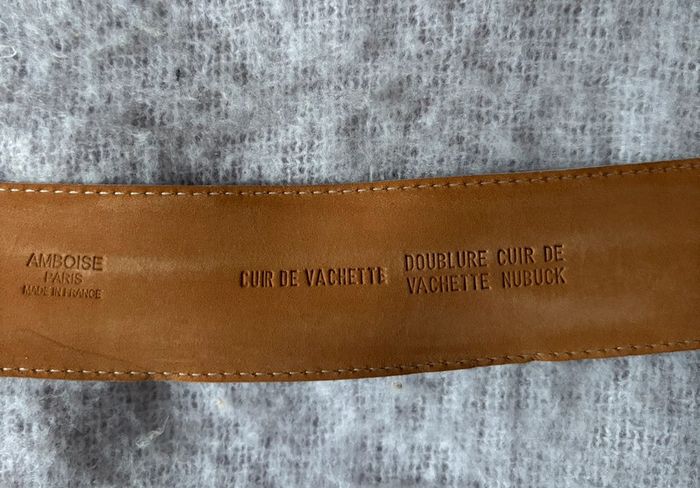 AMBOISE
PARIS
MADE IN FRANCE
CUIR DE VACHETTE
DOUBLURE CUIR DE
VACHETTE NUBUCK